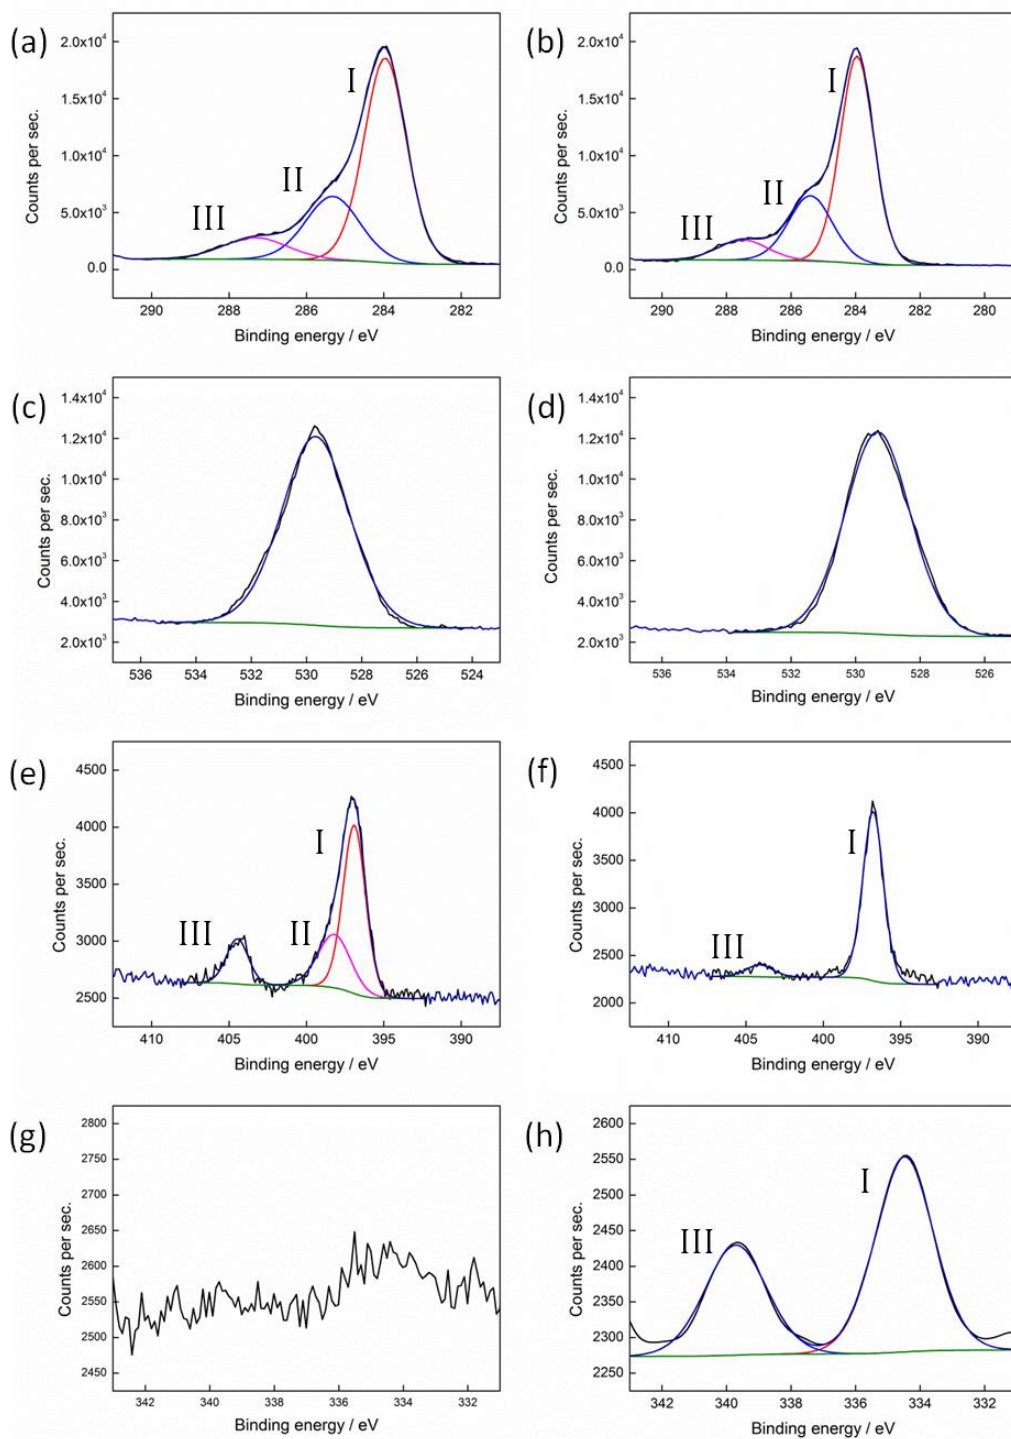 (a)
2.0x10⁴
1.5x10⁴
1.0x10⁴
5.0x10³
0.0
Counts per sec.
I
II
III
290 288 286 284 282
Binding energy / eV
(b)
2.0x10⁴
1.5x10⁴
1.0x10⁴
5.0x10³
0.0
Counts per sec.
I
II
III
290 288 286 284 282 280
Binding energy / eV
(c)
1.4x10⁴
1.2x10⁴
1.0x10⁴
8.0x10³
6.0x10³
4.0x10³
2.0x10³
Counts per sec.
536 534 532 530 528 526 524
Binding energy / eV
(d)
1.4x10⁴
1.2x10⁴
1.0x10⁴
8.0x10³
6.0x10³
4.0x10³
2.0x10³
Counts per sec.
536 534 532 530 528 526
Binding energy / eV
(e)
4500
4000
3500
3000
2500
Counts per sec.
I
II
III
410 405 400 395 390
Binding energy / eV
(f)
4500
4000
3500
3000
2500
2000
Counts per sec.
I
III
410 405 400 395 390
Binding energy / eV
(g)
2800
2750
2700
2650
2600
2550
2500
2450
Counts per sec.
342 340 338 336 334 332
Binding energy / eV
(h)
2600
2550
2500
2450
2400
2350
2300
2250
Counts per sec.
I
III
342 340 338 336 334 332
Binding energy / eV